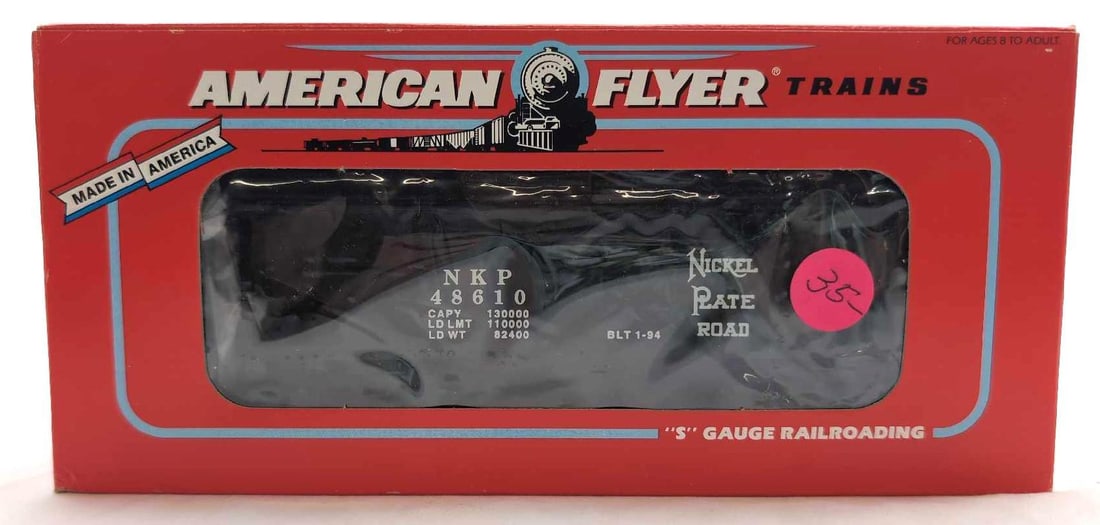 FOR AGES 8 TO ADULT
AMERICAN FLYER® TRAINS
MADE IN AMERICA
NKP
48610
CAPY 130000
LD LMT 110000
LD WT 82400
BLT 1-94
NICKEL
PLATE
ROAD
35-
"S" GAUGE RAILROADING